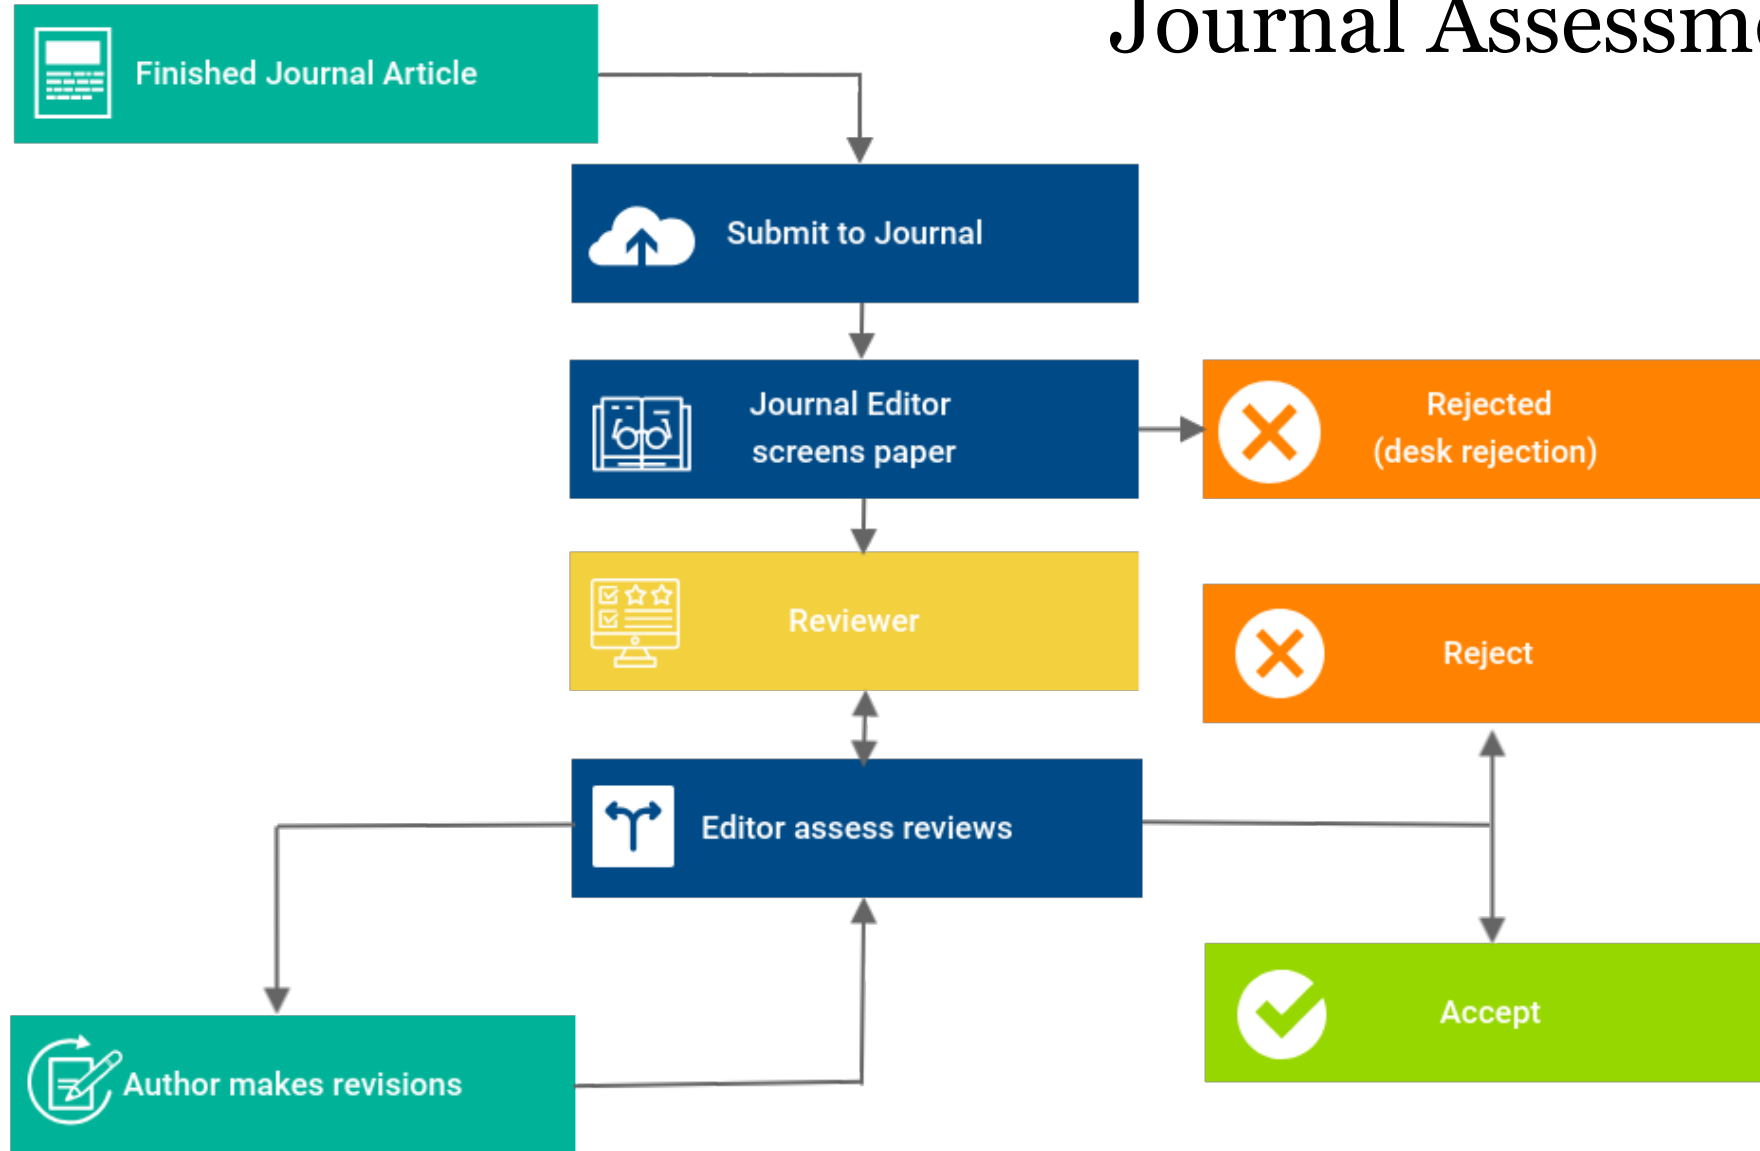 Journal
Finished Journal Article
Submit to Journal
Journal Editor
screens paper
Rejected
(desk rejection)
Reviewer
Reject
Editor assess reviews
Accept
Author makes revisions